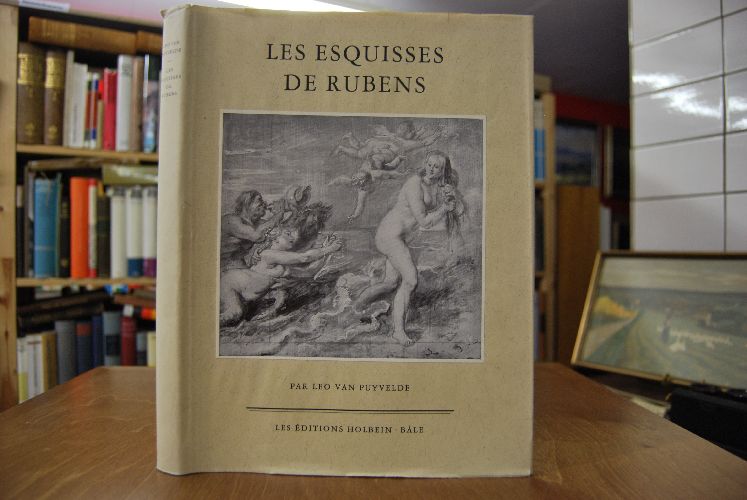 LES ESQUISSES
DE RUBENS
PAR LEO VAN PUYVELDE
LES ÉDITIONS HOLBEIN · BÂLE